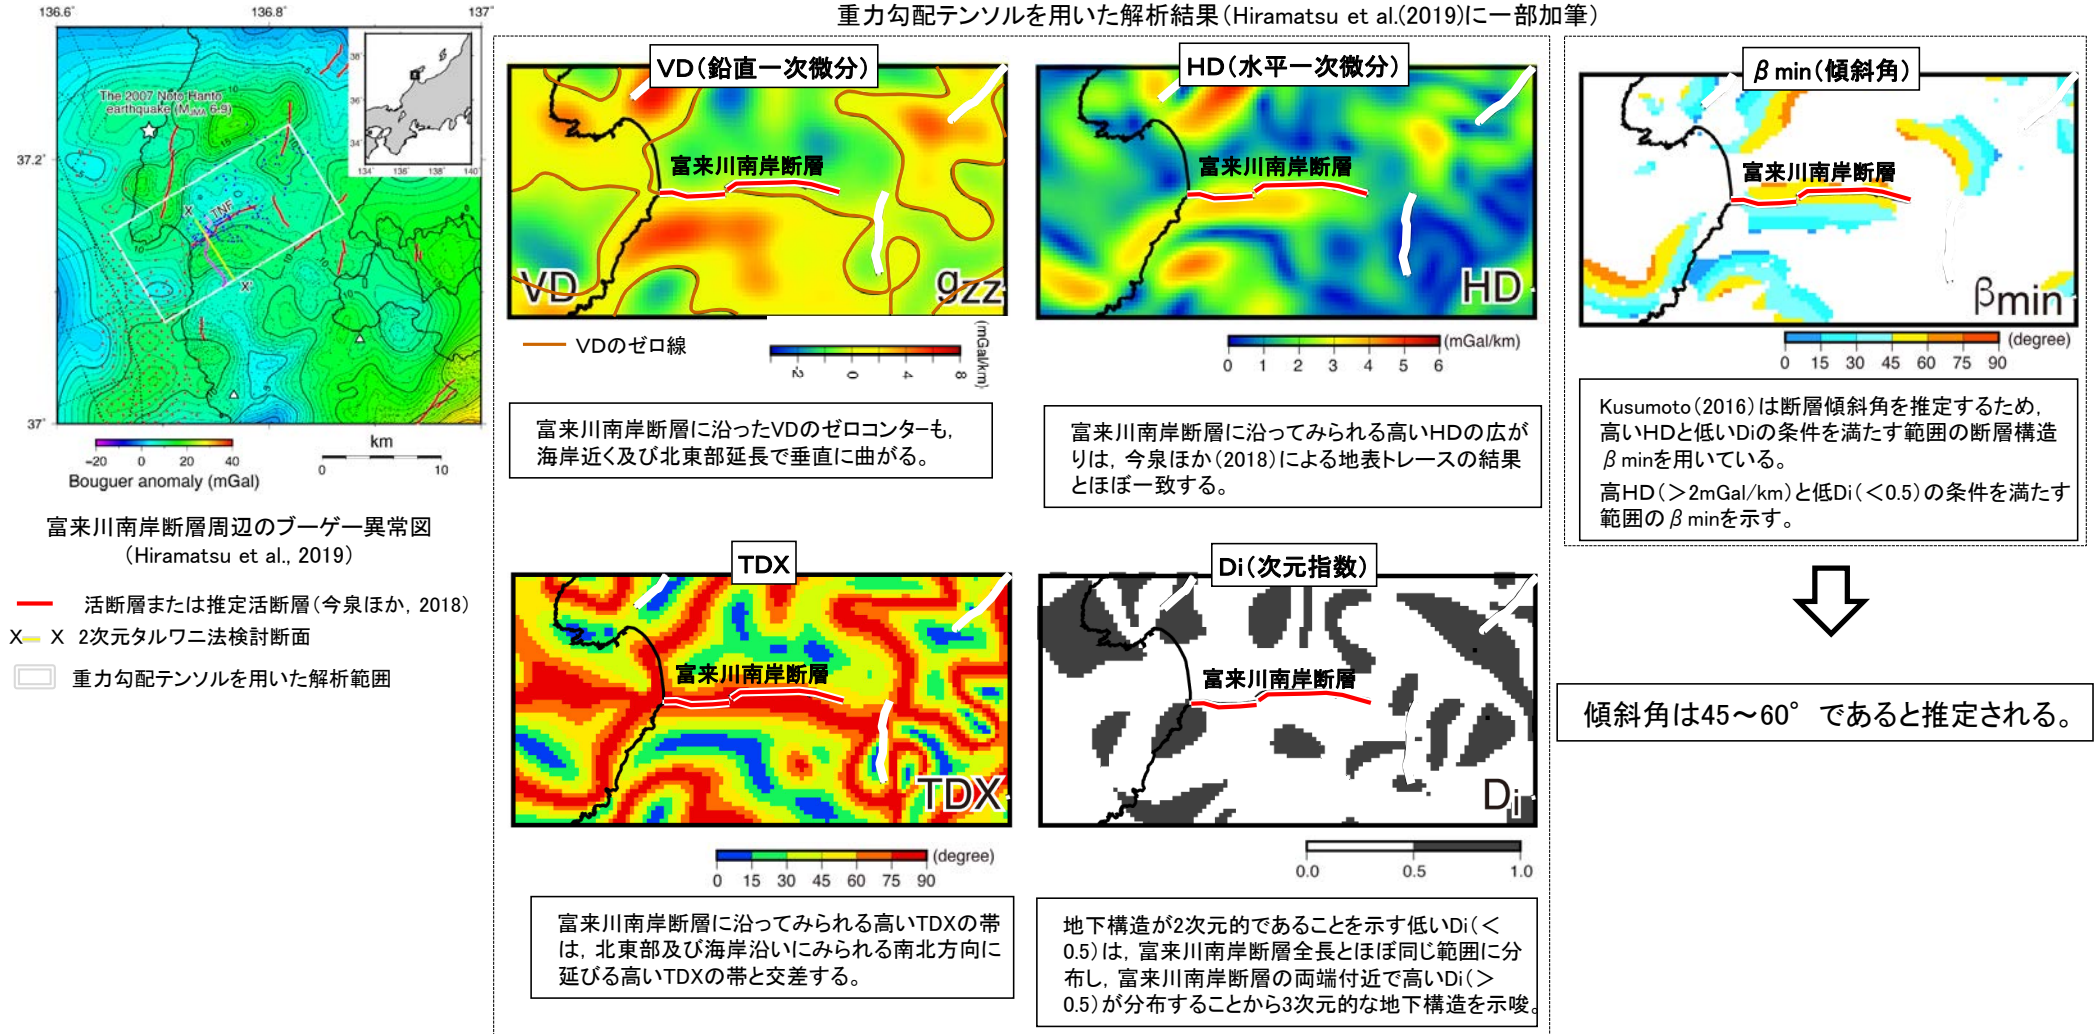 重力勾配テンソルを用いた解析結果（Hiramatsu et al.(2019)に一部加筆）
136.6°
136.8°
137°
37.2°
37°
The 2007 Noto Hanto
earthquake (MJMA 6.9)
TNF
X
X'
38°
36°
34°
134°
136°
138°
140°
−20 0 20 40
Bouguer anomaly (mGal)
km
0 10
富来川南岸断層周辺のブーゲー異常図
（Hiramatsu et al., 2019）
活断層または推定活断層（今泉ほか, 2018）
X X 2次元タルワニ法検討断面
重力勾配テンソルを用いた解析範囲
VD（鉛直一次微分）
富来川南岸断層
VD
gzz
VDのゼロ線
-2 0 4 8
(mGal/km)
富来川南岸断層に沿ったVDのゼロコンターも,
海岸近く及び北東部延長で垂直に曲がる。
HD（水平一次微分）
富来川南岸断層
HD
(mGal/km)
0 1 2 3 4 5 6
富来川南岸断層に沿ってみられる高いHDの広が
りは, 今泉ほか（2018）による地表トレースの結果
とほぼ一致する。
TDX
富来川南岸断層
TDX
(degree)
0 15 30 45 60 75 90
富来川南岸断層に沿ってみられる高いTDXの帯
は, 北東部及び海岸沿いにみられる南北方向に
延びる高いTDXの帯と交差する。
Di（次元指数）
富来川南岸断層
Di
0.0 0.5 1.0
地下構造が2次元的であることを示す低いDi（<
0.5）は, 富来川南岸断層全長とほぼ同じ範囲に分
布し, 富来川南岸断層の両端付近で高いDi（>
0.5）が分布することから3次元的な地下構造を示唆。
βmin（傾斜角）
富来川南岸断層
βmin
(degree)
0 15 30 45 60 75 90
Kusumoto（2016）は断層傾斜角を推定するため,
高いHDと低いDiの条件を満たす範囲の断層構造
βminを用いている。
高HD（>2mGal/km）と低Di（<0.5）の条件を満たす
範囲のβminを示す。
傾斜角は45～60°であると推定される。